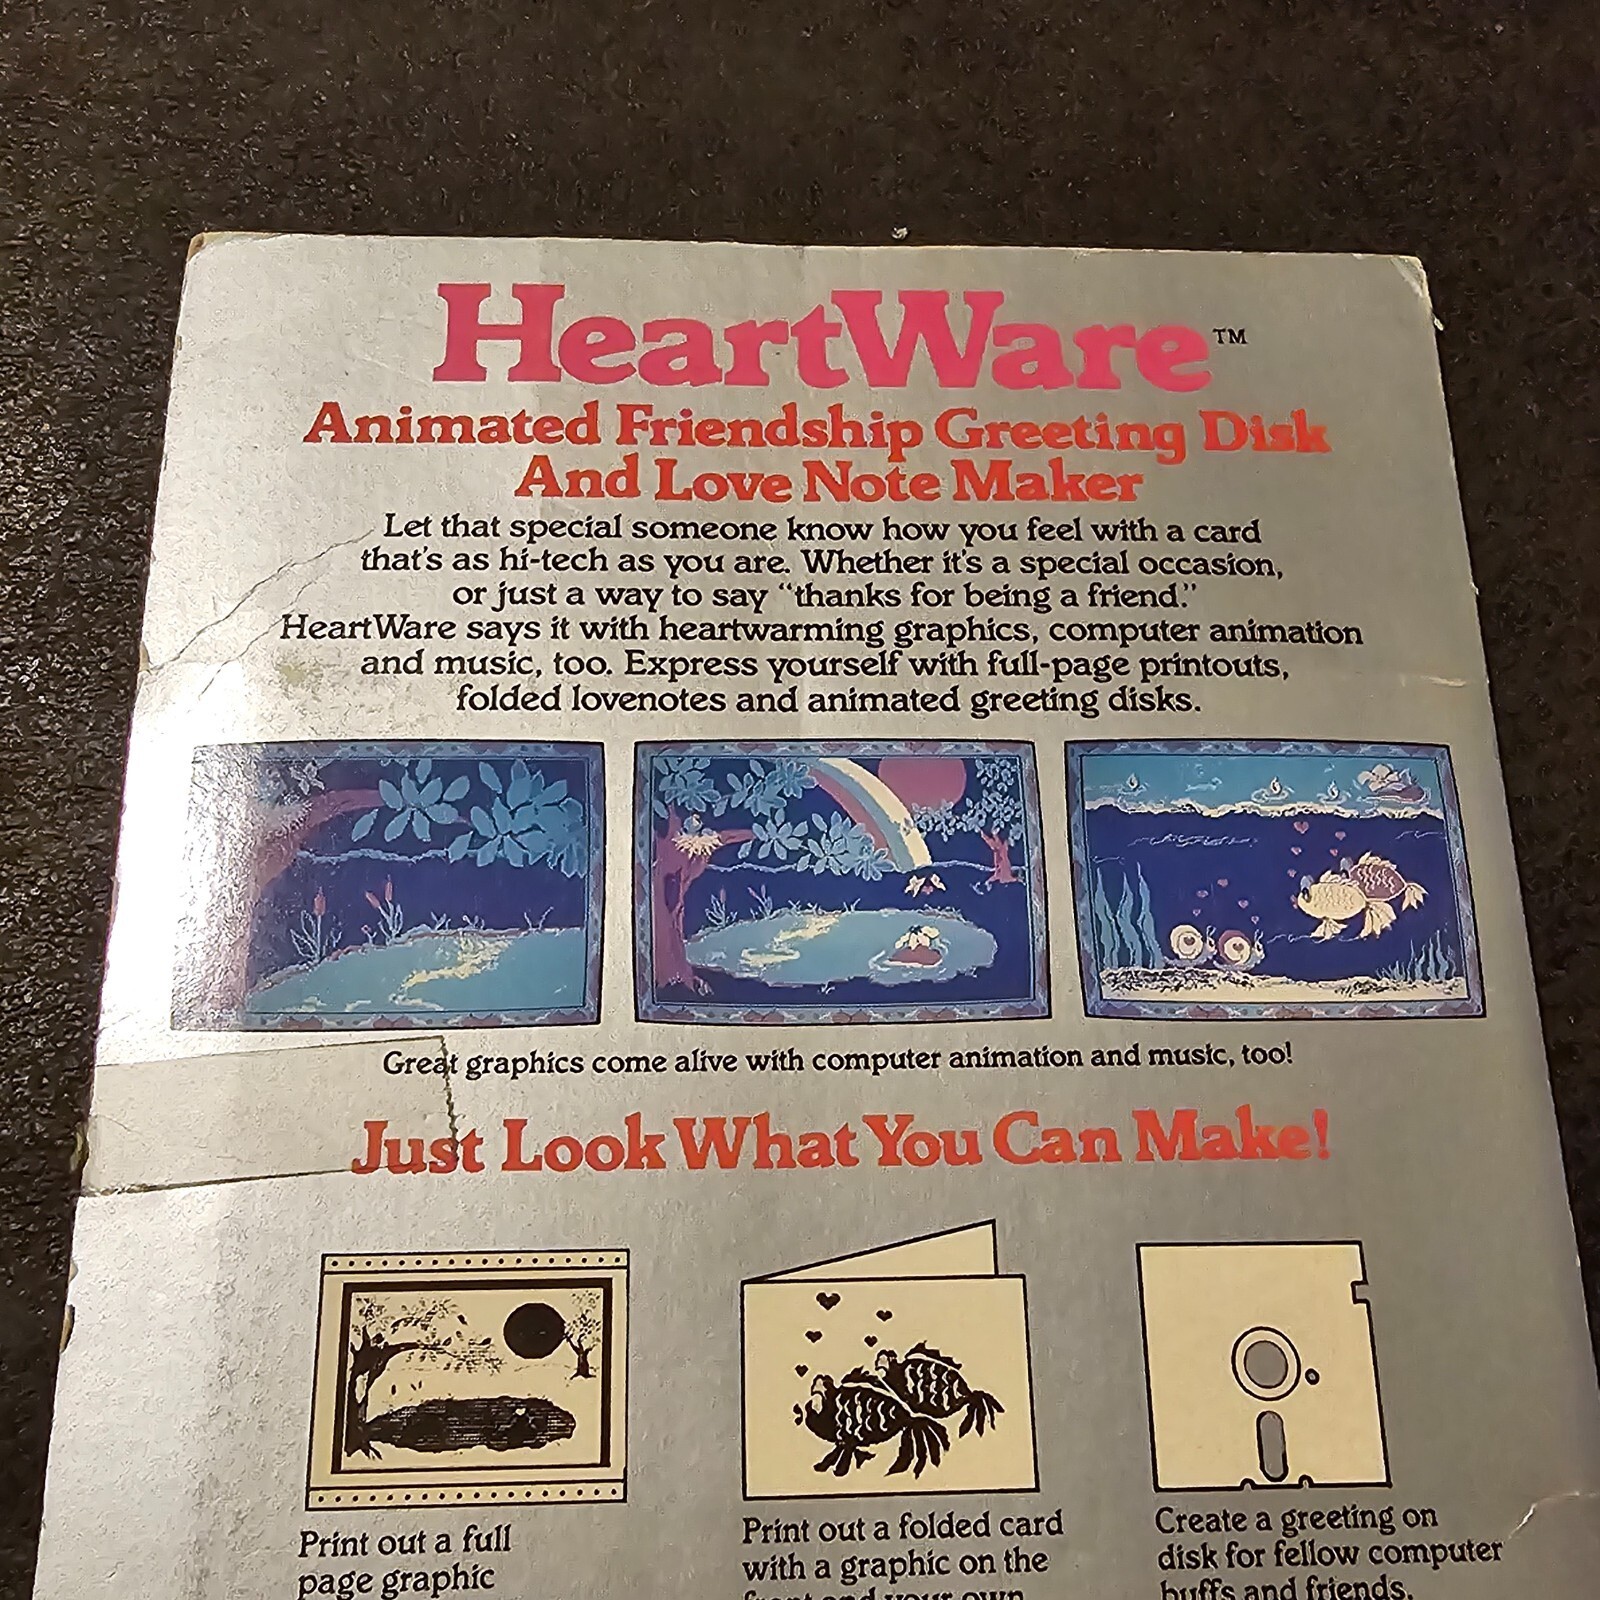 HeartWare™
Animated Friendship Greeting Disk
And Love Note Maker
Let that special someone know how you feel with a card
that's as hi-tech as you are. Whether it's a special occasion,
or just a way to say "thanks for being a friend."
HeartWare says it with heartwarming graphics, computer animation
and music, too. Express yourself with full-page printouts,
folded lovenotes and animated greeting disks.
Great graphics come alive with computer animation and music, too!
Just Look What You Can Make!
Print out a full
page graphic
Print out a folded card
with a graphic on the
front and your own
Create a greeting on
disk for fellow computer
buffs and friends.